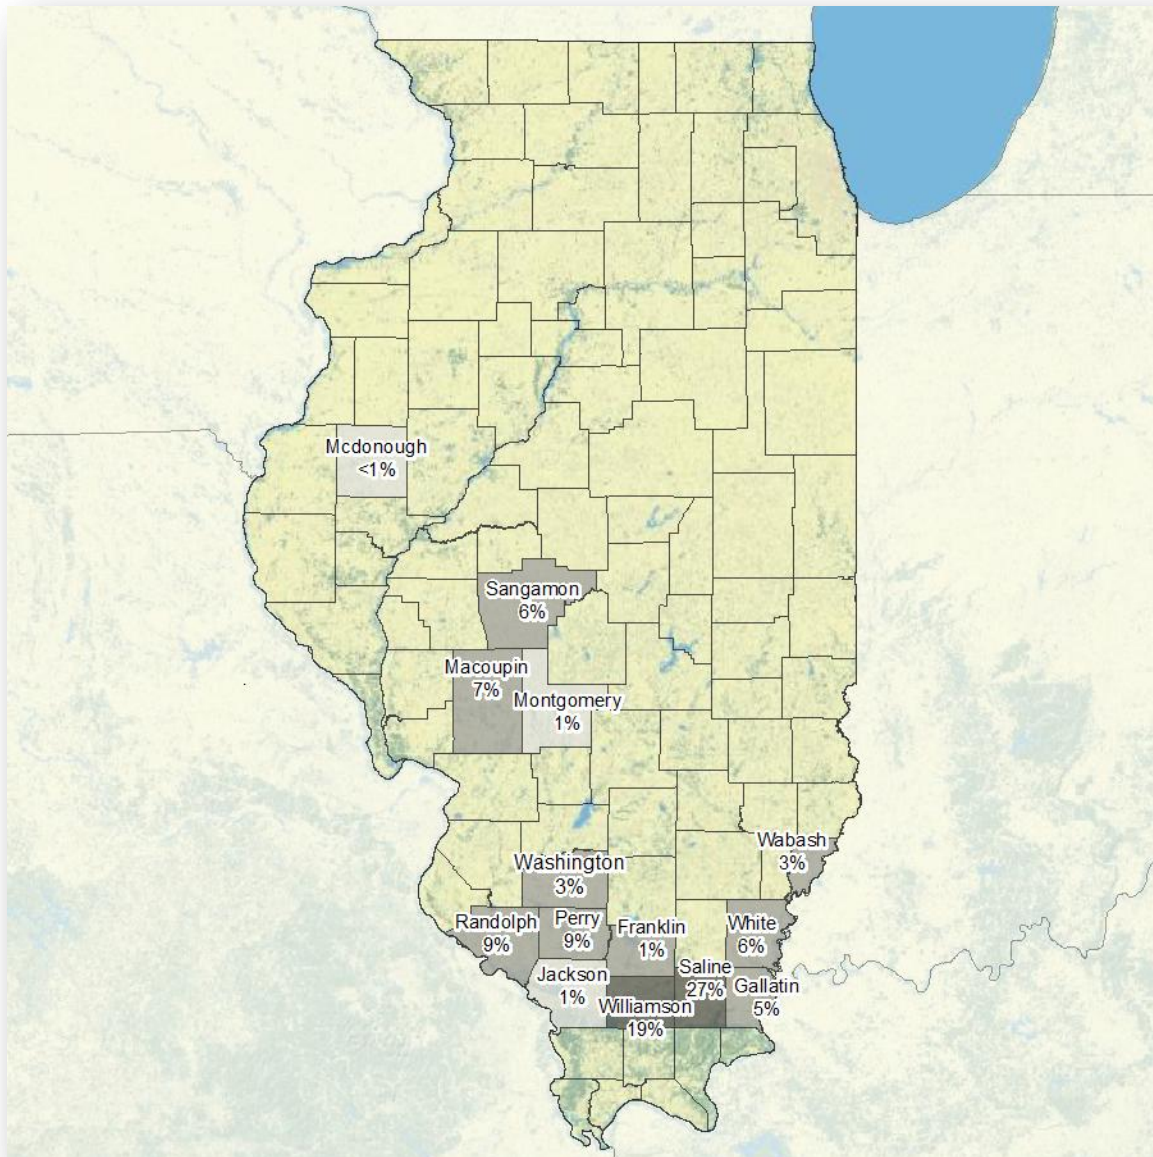 Mcdonough
<1%
Sangamon
6%
Macoupin
7%
Montgomery
1%
Wabash
3%
Washington
3%
Randolph
9%
Perry
9%
Franklin
1%
White
6%
Jackson
1%
Williamson
19%
Saline
27%
Gallatin
5%